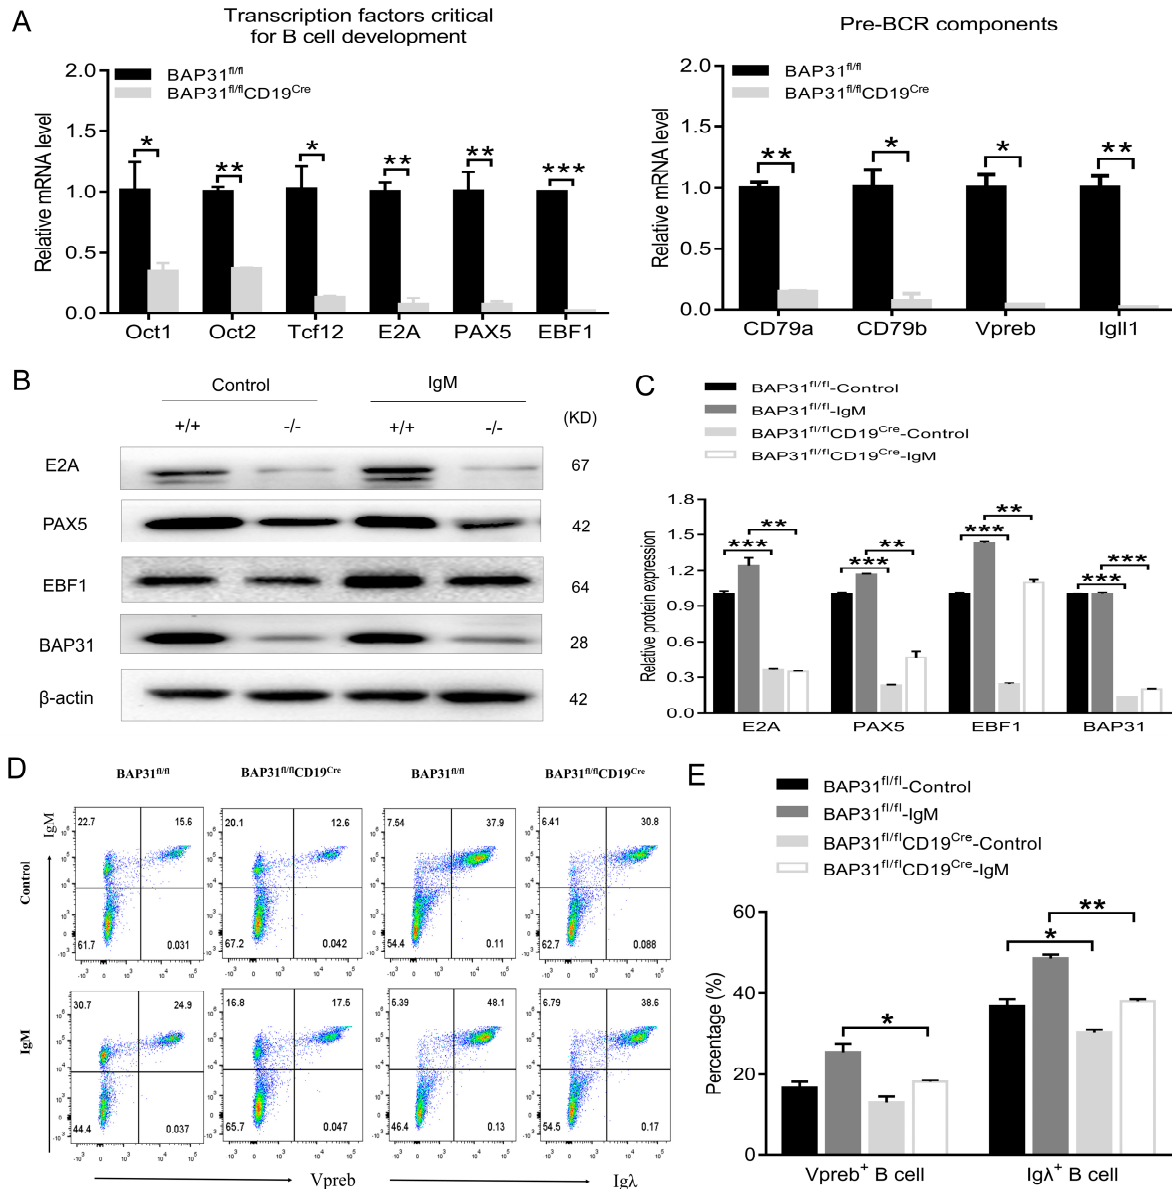 A
Transcription factors critical
for B cell development
2.0
1.5
1.0
0.5
0.0
Relative mRNA level
BAP31fl/fl
BAP31fl/flCD19Cre
*
**
*
**
**
***
Oct1 Oct2 Tcf12 E2A PAX5 EBF1
Pre-BCR components
2.0
1.5
1.0
0.5
0.0
Relative mRNA level
BAP31fl/fl
BAP31fl/flCD19Cre
**
*
*
**
CD79a CD79b Vpreb Igll1
B
Control IgM
+/+ -/- +/+ -/- (KD)
E2A 67
PAX5 42
EBF1 64
BAP31 28
β-actin 42
C
BAP31fl/fl-Control
BAP31fl/fl-IgM
BAP31fl/flCD19Cre-Control
BAP31fl/flCD19Cre-IgM
1.8
1.5
1.2
0.9
0.6
0.3
0.0
Relative protein expression
*** **
*** **
*** **
*** ***
E2A PAX5 EBF1 BAP31
D
BAP31fl/fl BAP31fl/flCD19Cre BAP31fl/fl BAP31fl/flCD19Cre
IgM
Control
22.7 15.6
61.7 0.031
20.1 12.6
67.2 0.042
7.54 37.9
54.4 0.11
6.41 30.8
62.7 0.088
IgM
30.7 24.9
44.4 0.037
16.8 17.5
65.7 0.047
5.39 48.1
46.4 0.13
6.79 38.6
54.5 0.17
Vpreb Igλ
E
BAP31fl/fl-Control
BAP31fl/fl-IgM
BAP31fl/flCD19Cre-Control
BAP31fl/flCD19Cre-IgM
60
40
20
0
Percentage (%)
*
*
**
Vpreb+ B cell Igλ+ B cell